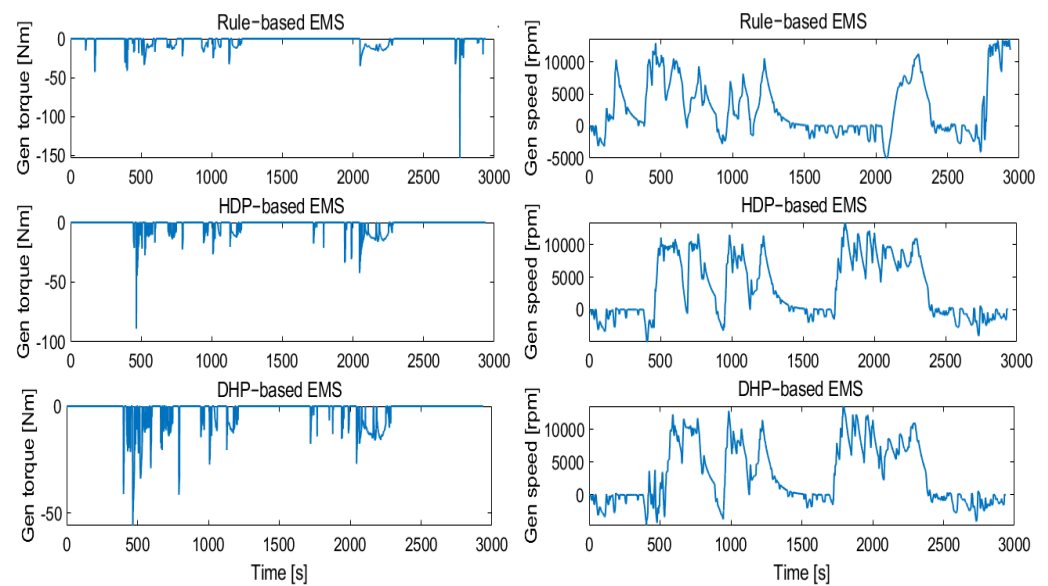 Rule-based EMS
Gen torque [Nm]
0
-50
-100
-150
0 500 1000 1500 2000 2500 3000
Rule-based EMS
Gen speed [rpm]
10000
5000
0
-5000
0 500 1000 1500 2000 2500 3000
HDP-based EMS
Gen torque [Nm]
0
-50
-100
0 500 1000 1500 2000 2500 3000
HDP-based EMS
Gen speed [rpm]
10000
5000
0
0 500 1000 1500 2000 2500 3000
DHP-based EMS
Gen torque [Nm]
0
-50
0 500 1000 1500 2000 2500 3000
Time [s]
DHP-based EMS
Gen speed [rpm]
10000
5000
0
0 500 1000 1500 2000 2500 3000
Time [s]